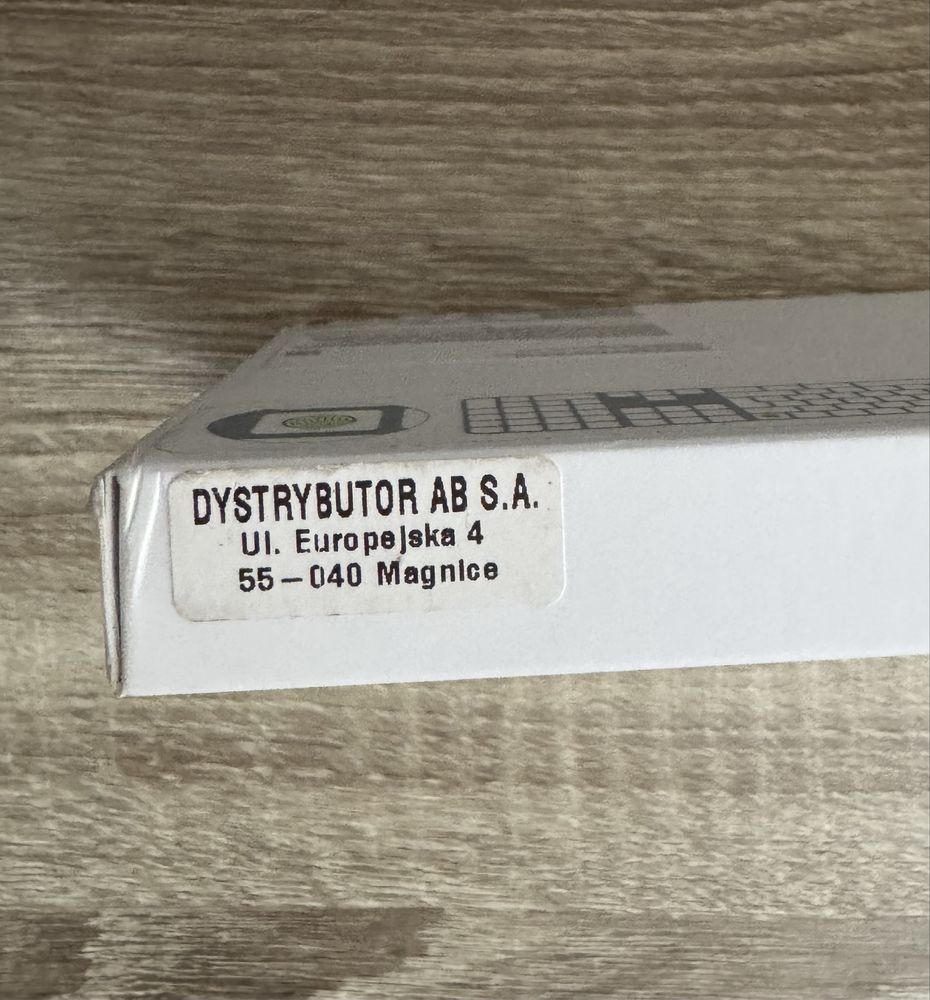 DYSTRYBUTOR AB S.A.
Ul. Europejska 4
55-040 Magnice